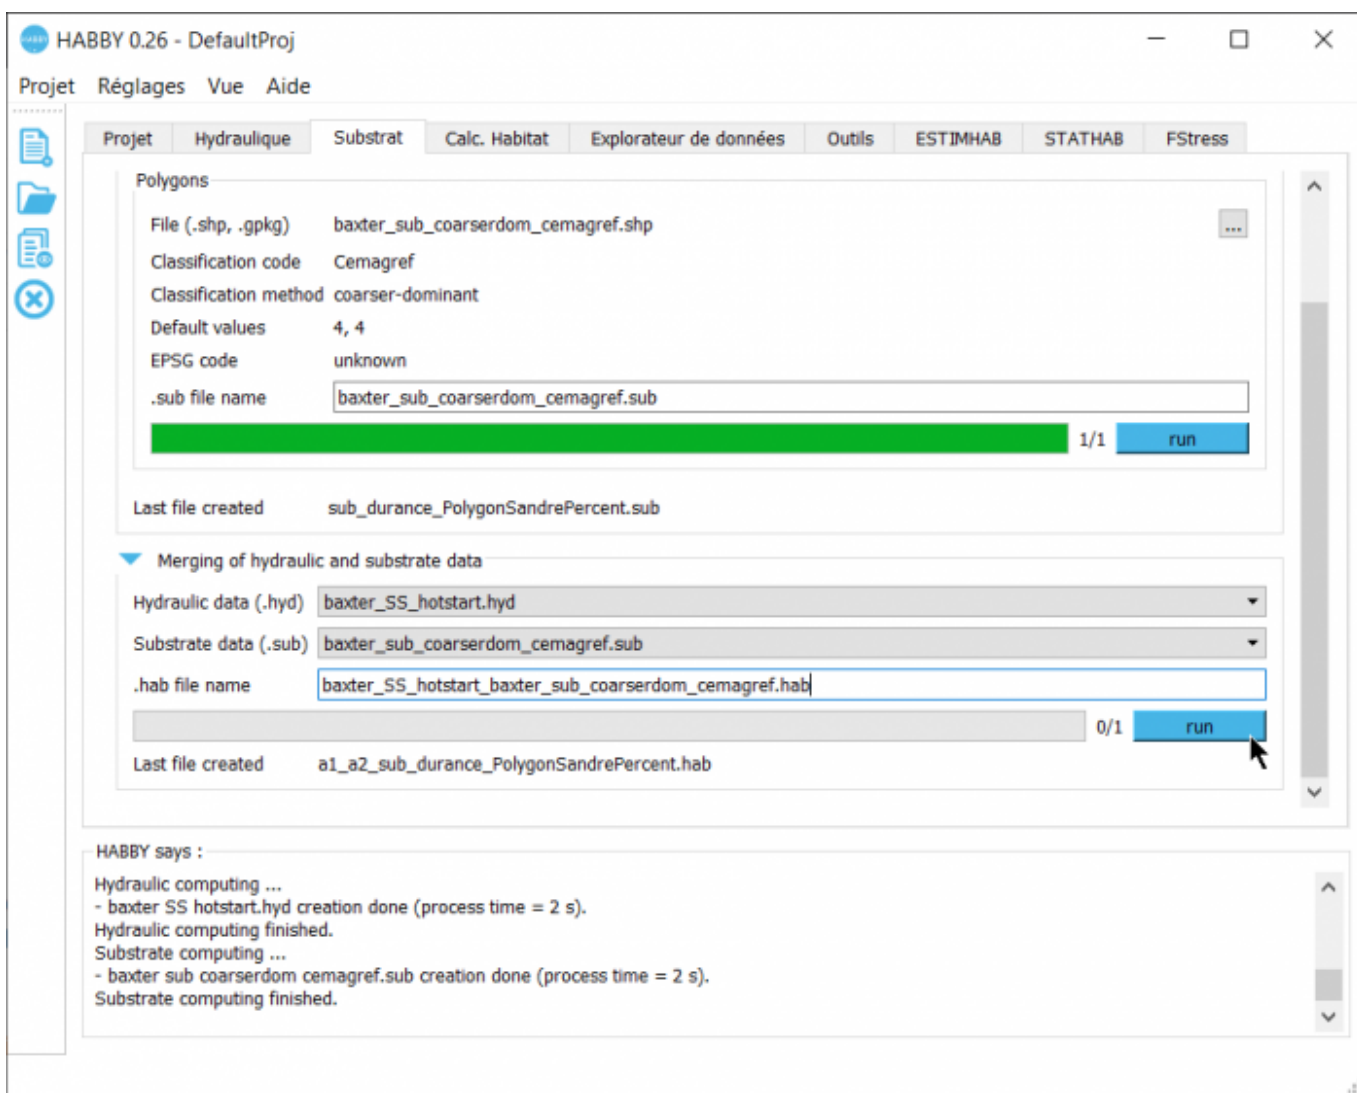 HABBY 0.26 - DefaultProj
Projet Réglages Vue Aide
Projet Hydraulique Substrat Calc. Habitat Explorateur de données Outils ESTIMHAB STATHAB FStress
Polygons
File (.shp, .gpkg) baxter_sub_coarserdom_cemagref.shp ...
Classification code Cemagref
Classification method coarser-dominant
Default values 4, 4
EPSG code unknown
.sub file name baxter_sub_coarserdom_cemagref.sub
1/1 run
Last file created sub_durance_PolygonSandrePercent.sub
Merging of hydraulic and substrate data
Hydraulic data (.hyd) baxter_SS_hotstart.hyd
Substrate data (.sub) baxter_sub_coarserdom_cemagref.sub
.hab file name baxter_SS_hotstart_baxter_sub_coarserdom_cemagref.hab
0/1 run
Last file created a1_a2_sub_durance_PolygonSandrePercent.hab
HABBY says :
Hydraulic computing ...
- baxter SS hotstart.hyd creation done (process time = 2 s).
Hydraulic computing finished.
Substrate computing ...
- baxter sub coarserdom cemagref.sub creation done (process time = 2 s).
Substrate computing finished.